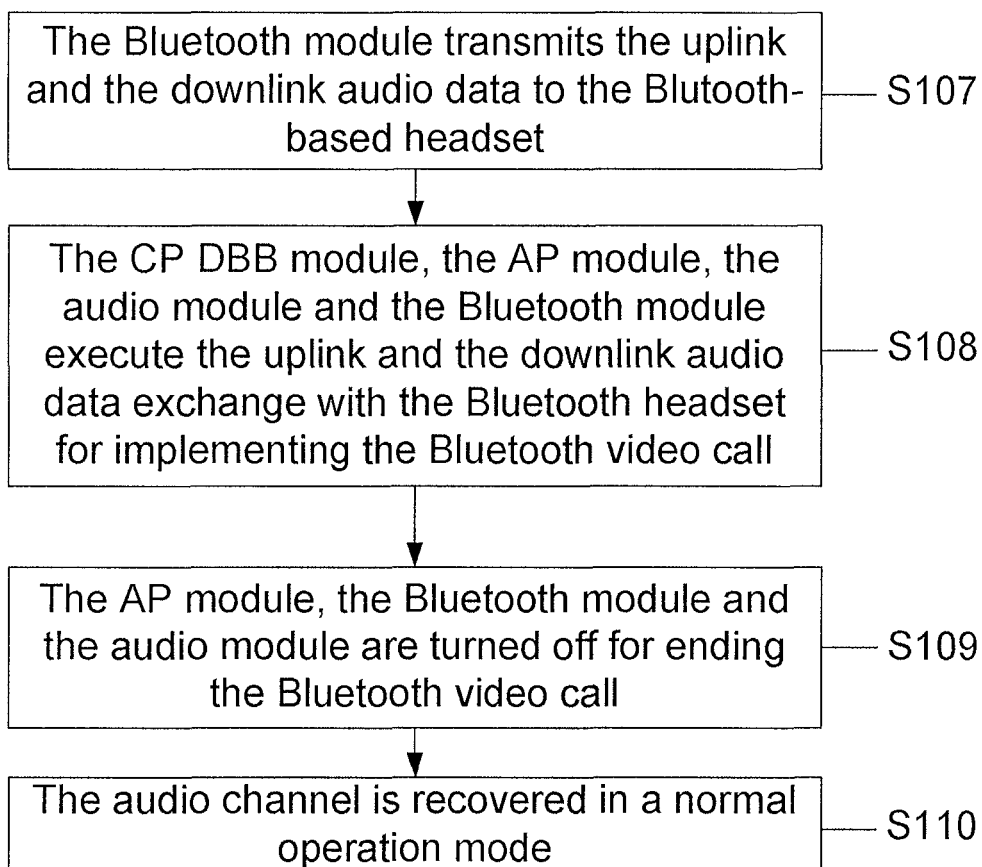 The Bluetooth module transmits the uplink
and the downlink audio data to the Blutooth-
based headset
S107
The CP DBB module, the AP module, the
audio module and the Bluetooth module
execute the uplink and the downlink audio
data exchange with the Bluetooth headset
for implementing the Bluetooth video call
S108
The AP module, the Bluetooth module and
the audio module are turned off for ending
the Bluetooth video call
S109
The audio channel is recovered in a normal
operation mode
S110